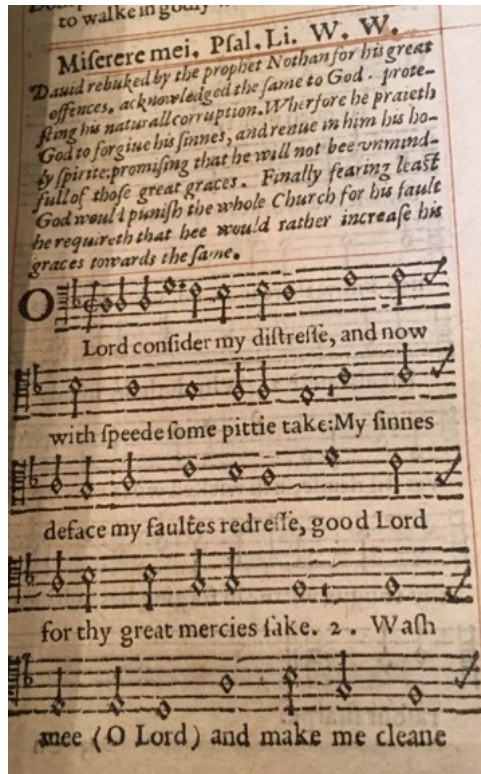 to walke in godly w
Miſerere mei. Pſal. Li. W. W.
Dauid rebuked by the prophet Nothan for his great
offences, acknowledged the ſame to God. prote-
ſting his naturall corruption. Wherfore he praieth
God to forgiue his ſinnes, and renue in him his ho-
ly ſpirite: promiſing that he will not bee vnmind-
full of thoſe great graces. Finally fearing leaſt
God would puniſh the whole Church for his fault
he requireth that hee would rather increaſe his
graces towards the ſame.
O
Lord conſider my diſtreſſe, and now
with ſpeede ſome pittie take: My ſinnes
deface my faultes redreſſe, good Lord
for thy great mercies ſake. 2. Waſh
mee (O Lord) and make me cleane